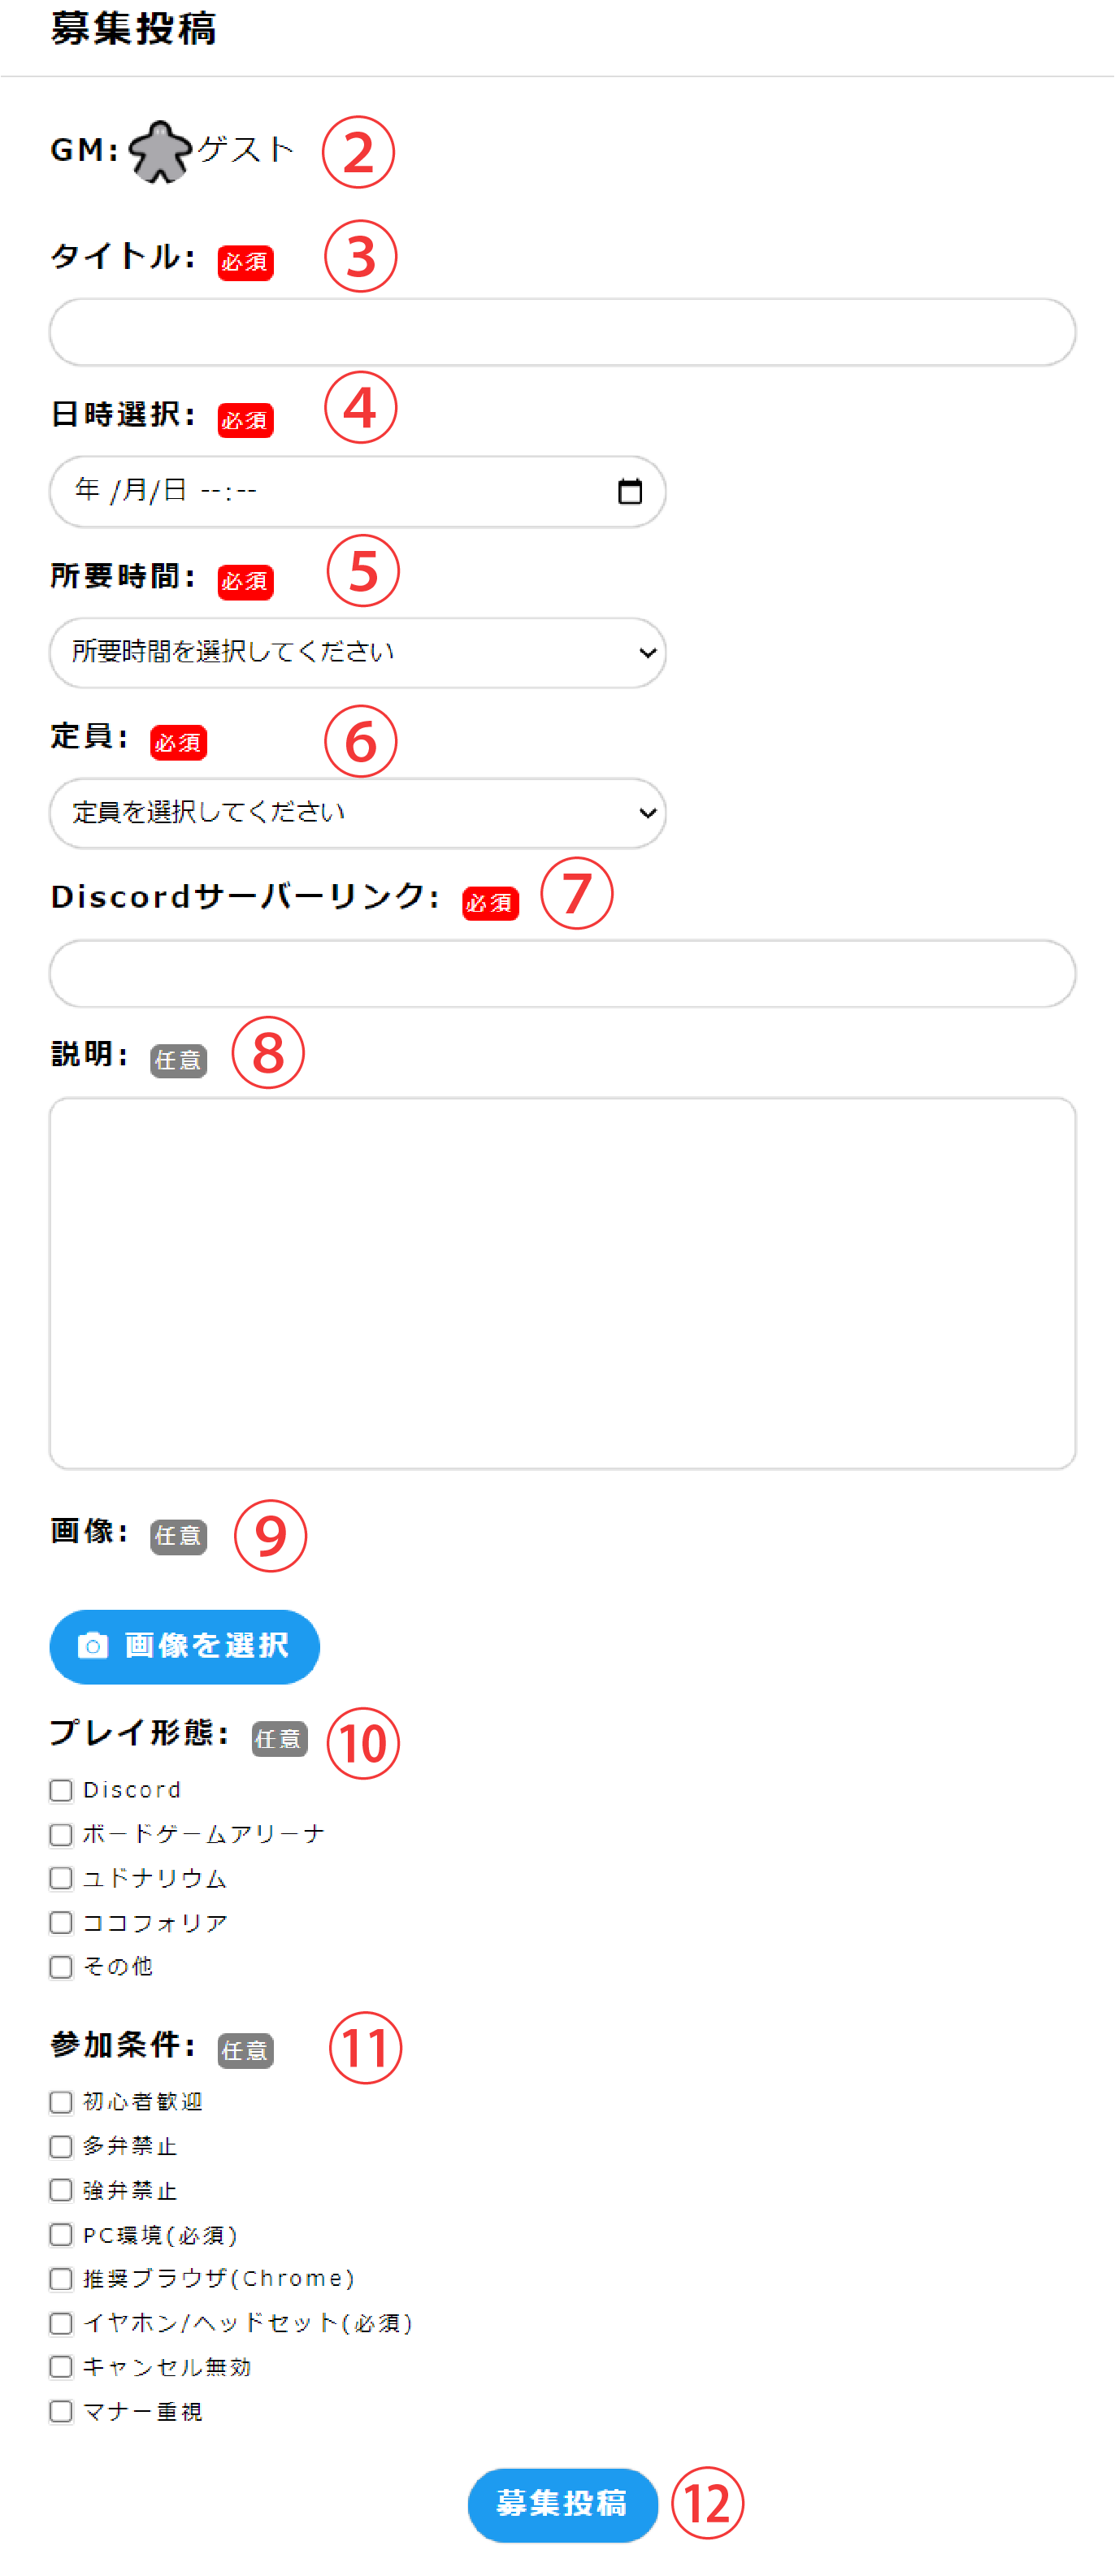 募集投稿
GM: ゲスト ②
タイトル: 必須 ③
日時選択: 必須 ④
年 /月/日 --:--
所要時間: 必須 ⑤
所要時間を選択してください
定員: 必須 ⑥
定員を選択してください
Discordサーバーリンク: 必須 ⑦
説明: 任意 ⑧
画像: 任意 ⑨
画像を選択
プレイ形態: 任意 ⑩
Discord
ボードゲームアリーナ
ユドナリウム
ココフォリア
その他
参加条件: 任意 ⑪
初心者歓迎
多弁禁止
強弁禁止
PC環境(必須)
推奨ブラウザ(Chrome)
イヤホン/ヘッドセット(必須)
キャンセル無効
マナー重視
募集投稿 ⑫